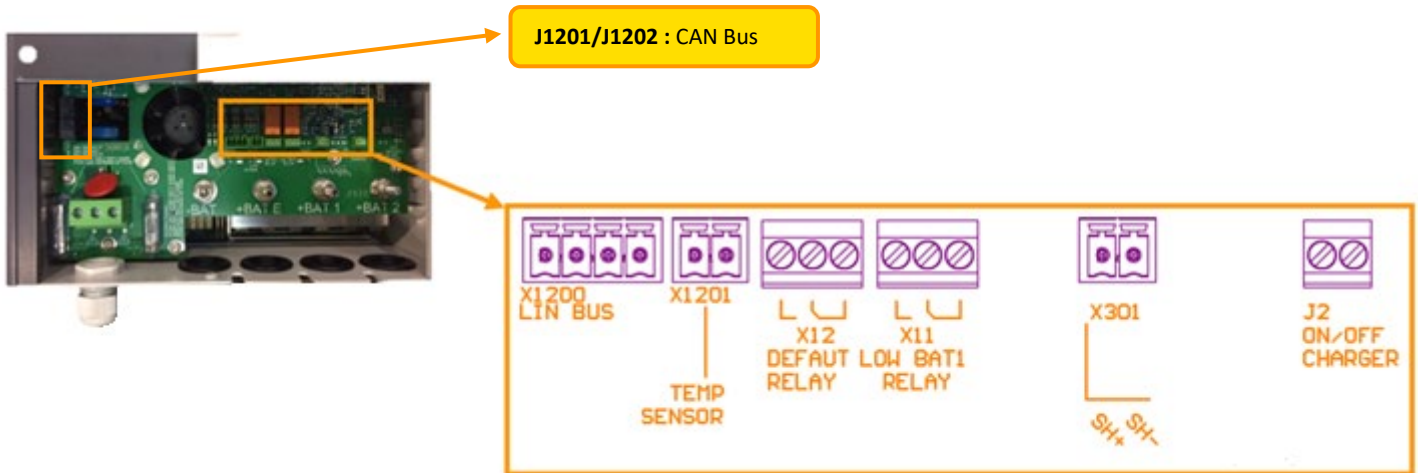 J1201/J1202 : CAN Bus
-BAT +BAT E +BAT 1 +BAT 2
X1200
LIN BUS
X1201
TEMP
SENSOR
X12
DEFAUT
RELAY
X11
LOW BAT1
RELAY
X301
SH+ SH-
J2
ON/OFF
CHARGER